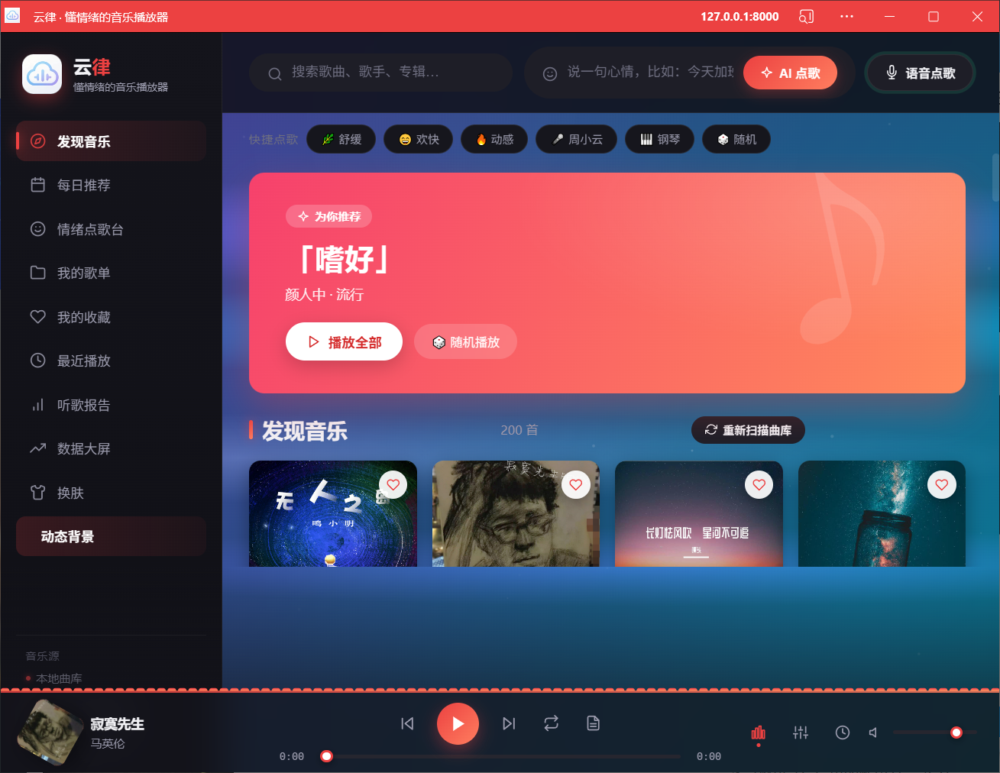 云律 · 懂情绪的音乐播放器
127.0.0.1:8000
云律
懂情绪的音乐播放器
搜索歌曲、歌手、专辑…
说一句心情，比如：今天加班
AI 点歌
语音点歌
发现音乐
每日推荐
情绪点歌台
我的歌单
我的收藏
最近播放
听歌报告
数据大屏
换肤
动态背景
音乐源
本地曲库
快捷点歌
舒缓
欢快
动感
周小云
钢琴
随机
为你推荐
「嗜好」
颜人中 · 流行
播放全部
随机播放
发现音乐
200 首
重新扫描曲库
无人之岛
鸣小明
寂寞先生
长灯怯风吹 星河不可追
寂寞先生
马英伦
0:00
0:00